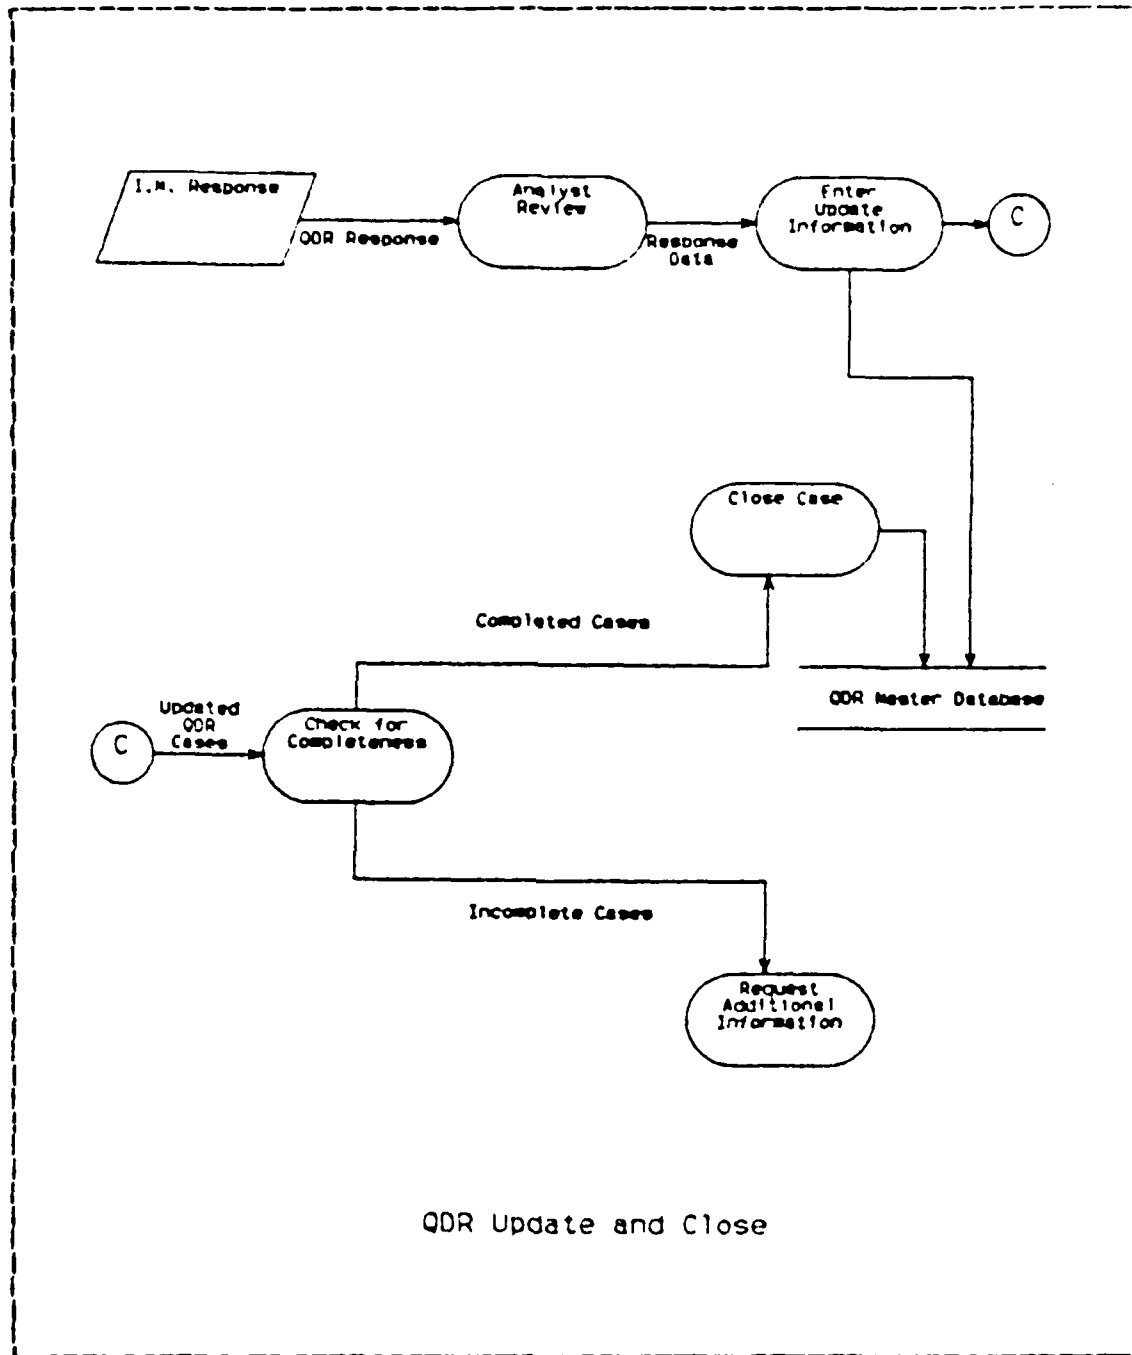 I.M. Response
QDR Response
Analyst
Review
Response
Data
Enter
Update
Information
C
Close Case
Completed Cases
QDR Master Database
C
Updated
QDR
Cases
Check for
Completeness
Incomplete Cases
Request
Additional
Information
QDR Update and Close